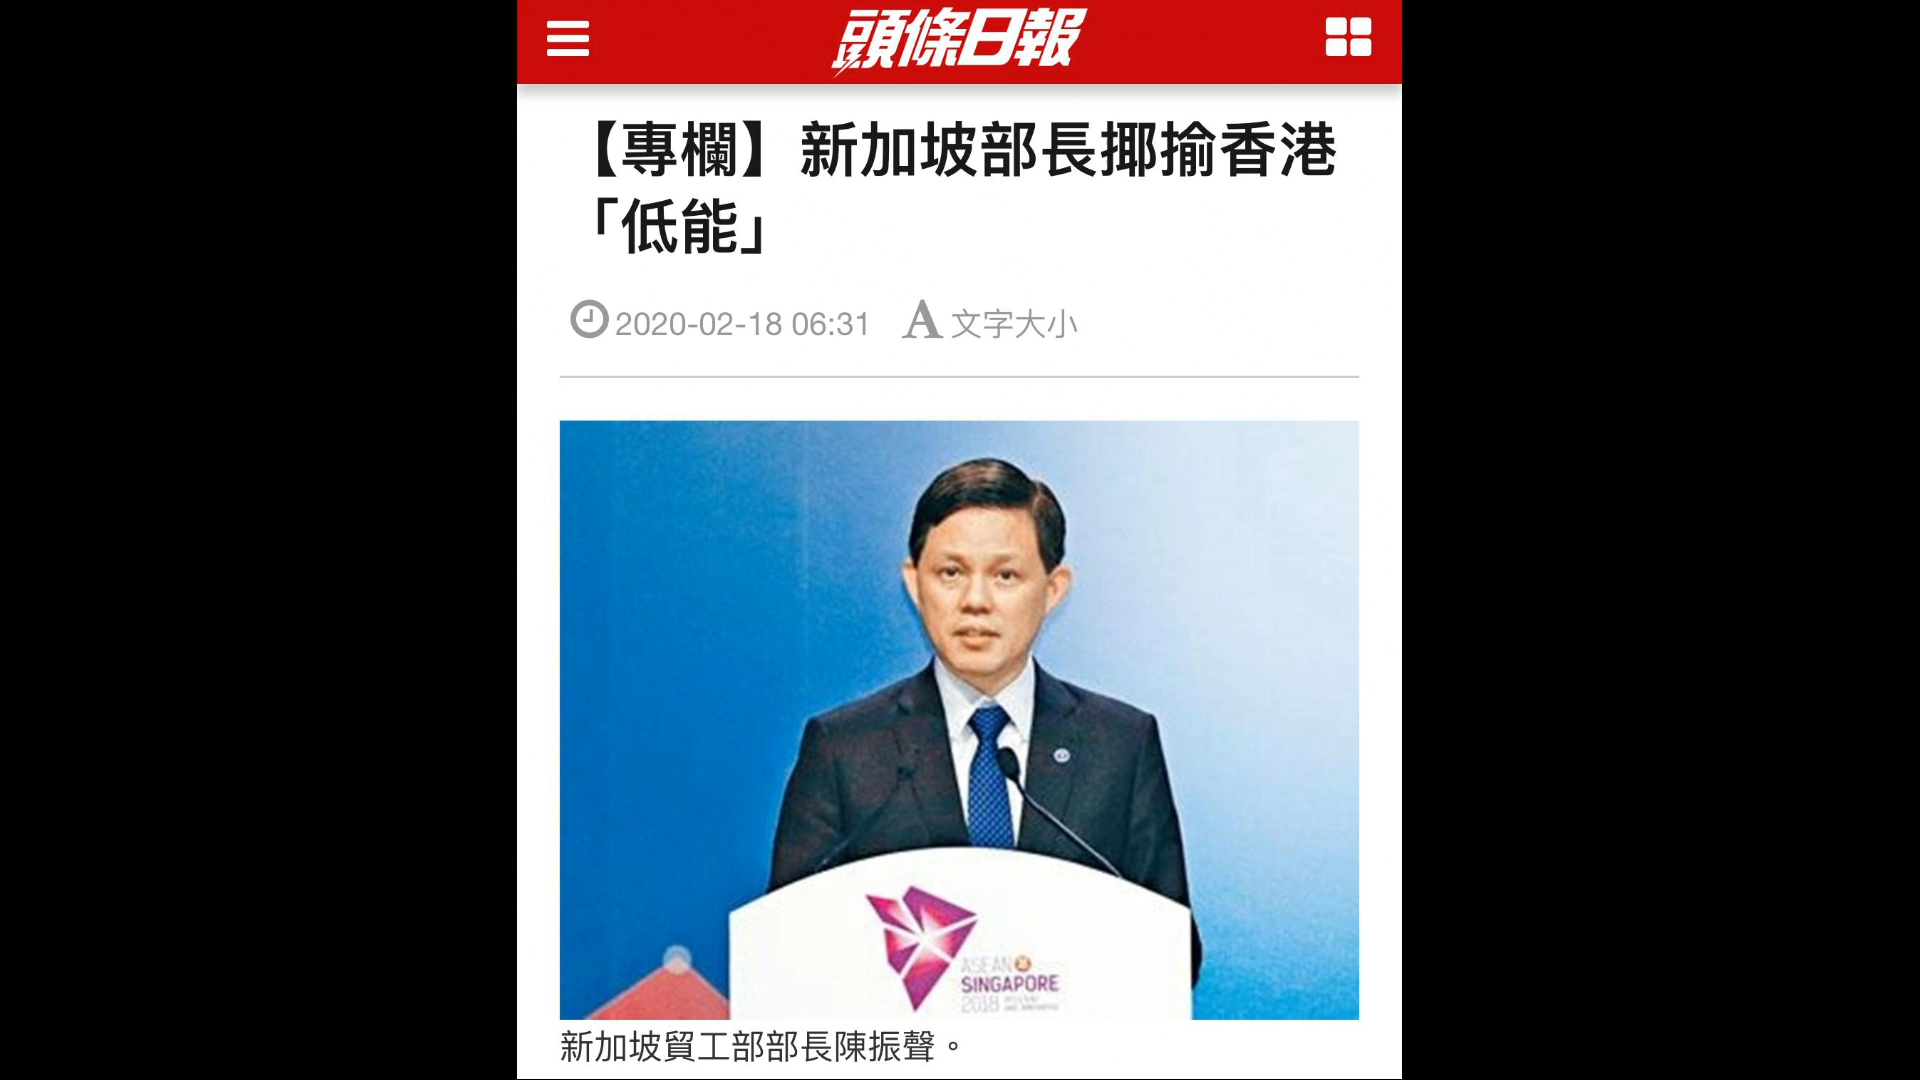 頭條日報
【專欄】新加坡部長揶揄香港
「低能」
2020-02-18 06:31 A 文字大小
ASEAN
SINGAPORE
2018
新加坡貿工部部長陳振聲。